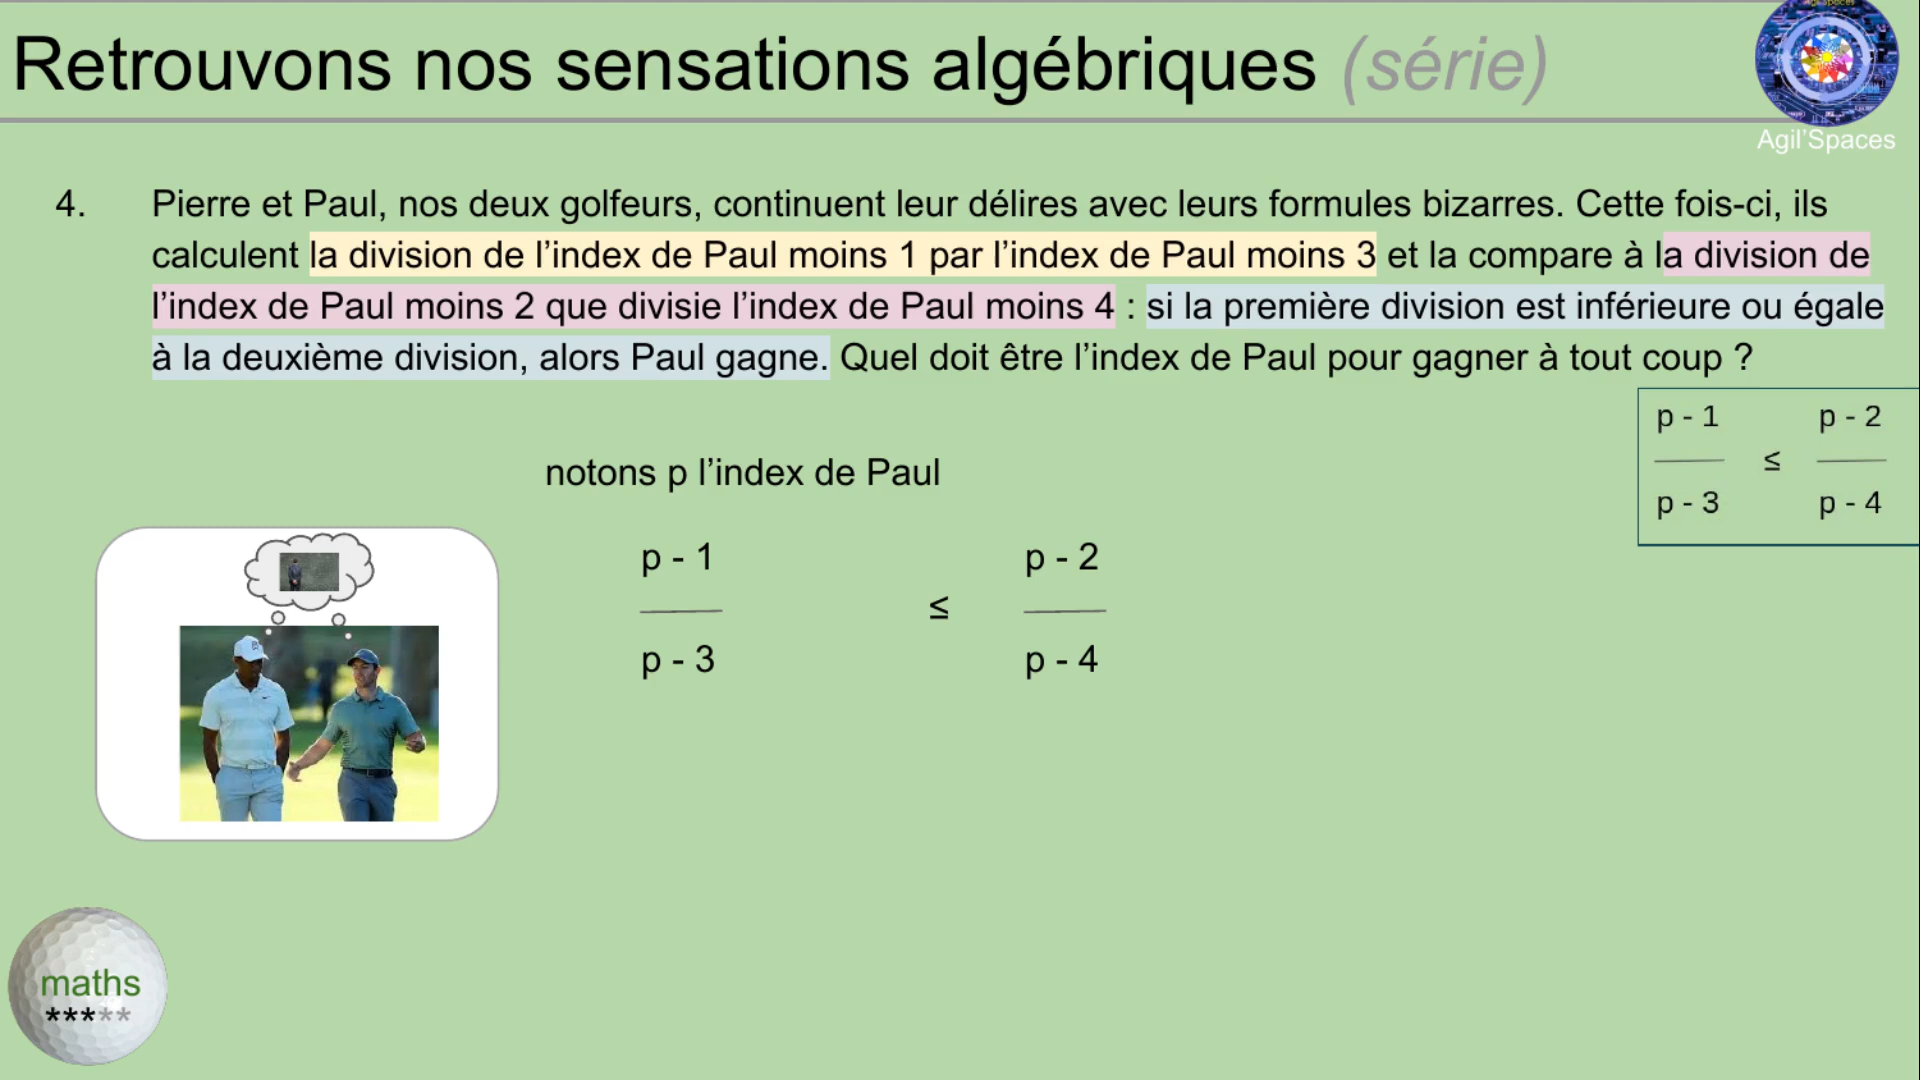 Retrouvons nos sensations algébriques (série)
Agil'Spaces
Agil'Spaces
4. Pierre et Paul, nos deux golfeurs, continuent leur délires avec leurs formules bizarres. Cette fois-ci, ils
calculent la division de l’index de Paul moins 1 par l’index de Paul moins 3 et la compare à la division de
l’index de Paul moins 2 que divisie l’index de Paul moins 4 : si la première division est inférieure ou égale
à la deuxième division, alors Paul gagne. Quel doit être l’index de Paul pour gagner à tout coup ?
p - 1 p - 2
≤
p - 3 p - 4
notons p l’index de Paul
p - 1 p - 2
≤
p - 3 p - 4
maths
*****